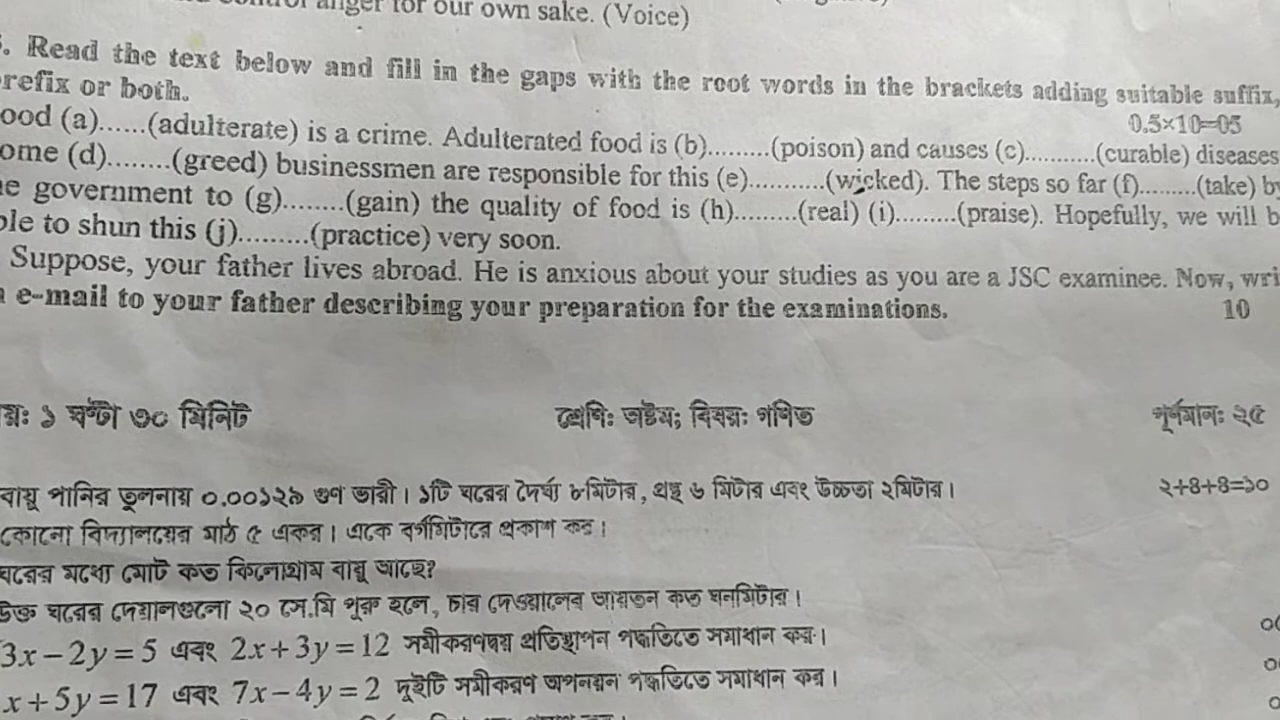 anger for our own sake. (Voice)
. Read the text below and fill in the gaps with the root words in the brackets adding suitable suffix,
refix or both.
0.5×10=05
ood (a)......(adulterate) is a crime. Adulterated food is (b).........(poison) and causes (c)...........(curable) diseases
ome (d)........(greed) businessmen are responsible for this (e)...........(wicked). The steps so far (f).........(take) by
e government to (g)........(gain) the quality of food is (h).........(real) (i).........(praise). Hopefully, we will b
ble to shun this (j).........(practice) very soon.
Suppose, your father lives abroad. He is anxious about your studies as you are a JSC examinee. Now, wri
e-mail to your father describing your preparation for the examinations. 10
য়ঃ ১ ঘণ্টা ৩০ মিনিট শ্রেণিঃ অষ্টম; বিষয়ঃ গণিত পূর্ণমানঃ ২৫
বায়ু পানির তুলনায় ০.০০১২৯ গুণ ভারী। ১টি ঘরের দৈর্ঘ্য ৮মিটার, প্রস্থ ৬ মিটার এবং উচ্চতা ২মিটার। ২+৪+৪=১০
কোনো বিদ্যালয়ের মাঠ ৫ একর। একে বর্গমিটারে প্রকাশ কর।
ঘরের মধ্যে মোট কত কিলোগ্রাম বায়ু আছে?
উক্ত ঘরের দেয়ালগুলো ২০ সে.মি পুরু হলে, চার দেওয়ালের আয়তন কত ঘনমিটার।
3x – 2y = 5 এবং 2x + 3y = 12 সমীকরণদ্বয় প্রতিস্থাপন পদ্ধতিতে সমাধান কর।
x + 5y = 17 এবং 7x – 4y = 2 দুইটি সমীকরণ অপনয়ন পদ্ধতিতে সমাধান কর।